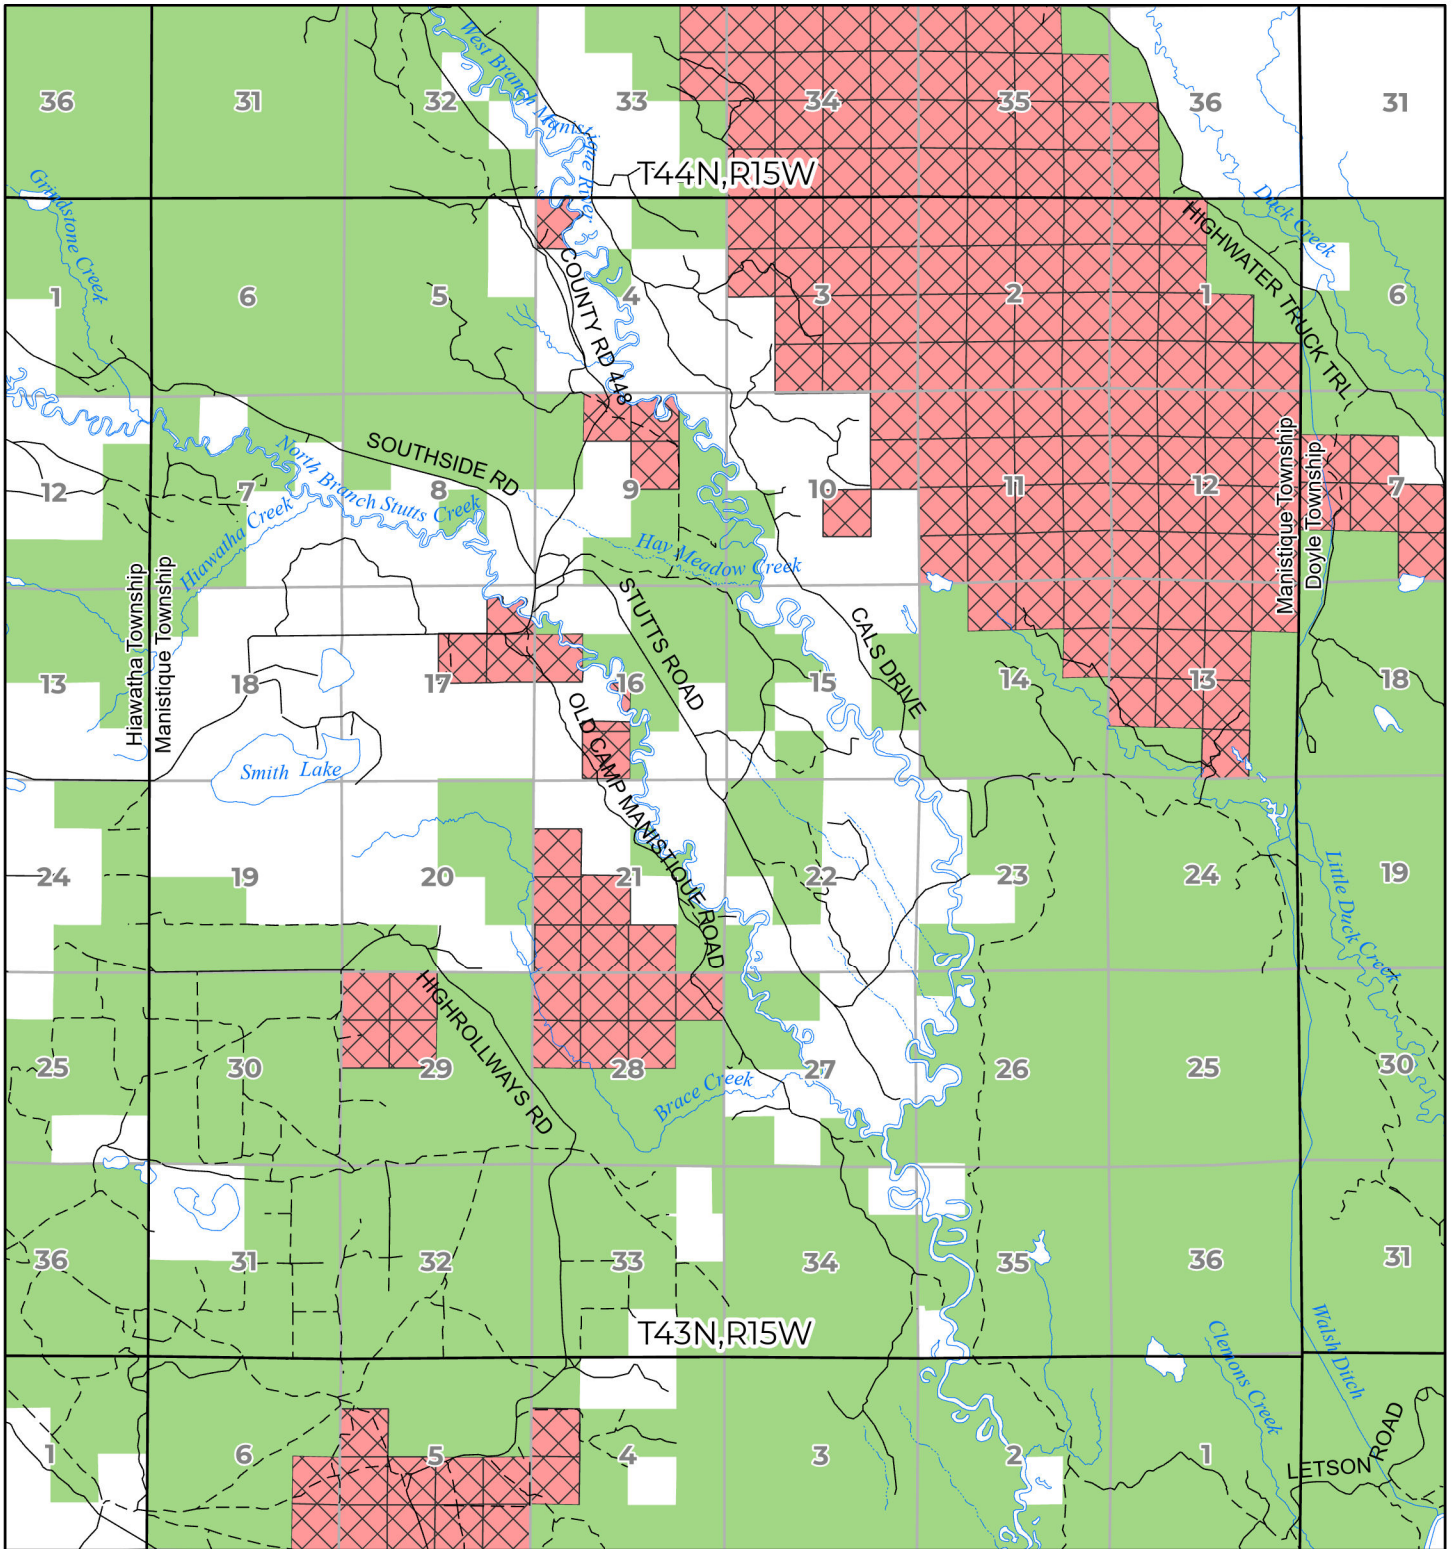 West Branch Manistique River
36 31 32 33 34 35 36 31
T44N,R15W
Grindstone Creek
Duck Creek
HIGHWATER TRUCK TRL
COUNTY RD 448
1 6 5 4 3 2 1 6
SOUTHSIDE RD
North Branch Stutts Creek
Manistique Township
Doyle Township
12 7 8 9 10 11 12 7
Hiawatha Creek
Hay Meadow Creek
Hiawatha Township
Manistique Township
STUTTS ROAD
CALS DRIVE
13 18 17 16 15 14 13 18
OLD CAMP MANISTIQUE ROAD
Smith Lake
24 19 20 21 22 23 24 19
Little Duck Creek
HIGHROLLWAYS RD
25 30 29 28 27 26 25 30
Brace Creek
36 31 32 33 34 35 36 31
T43N,R15W
Walsh Ditch
Clemons Creek
1 6 5 4 3 2 1
LETSON ROAD